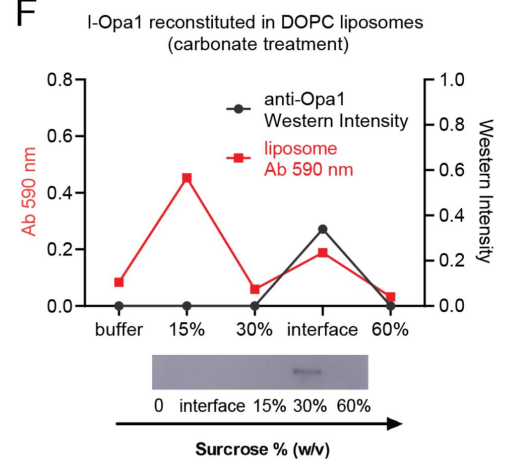 F
l-Opa1 reconstituted in DOPC liposomes
(carbonate treatment)
0.8
0.6
0.4
0.2
0.0
Ab 590 nm
anti-Opa1
Western Intensity
liposome
Ab 590 nm
1.0
0.8
0.6
0.4
0.2
0.0
Western Intensity
buffer 15% 30% interface 60%
0 interface 15% 30% 60%
Surcrose % (w/v)